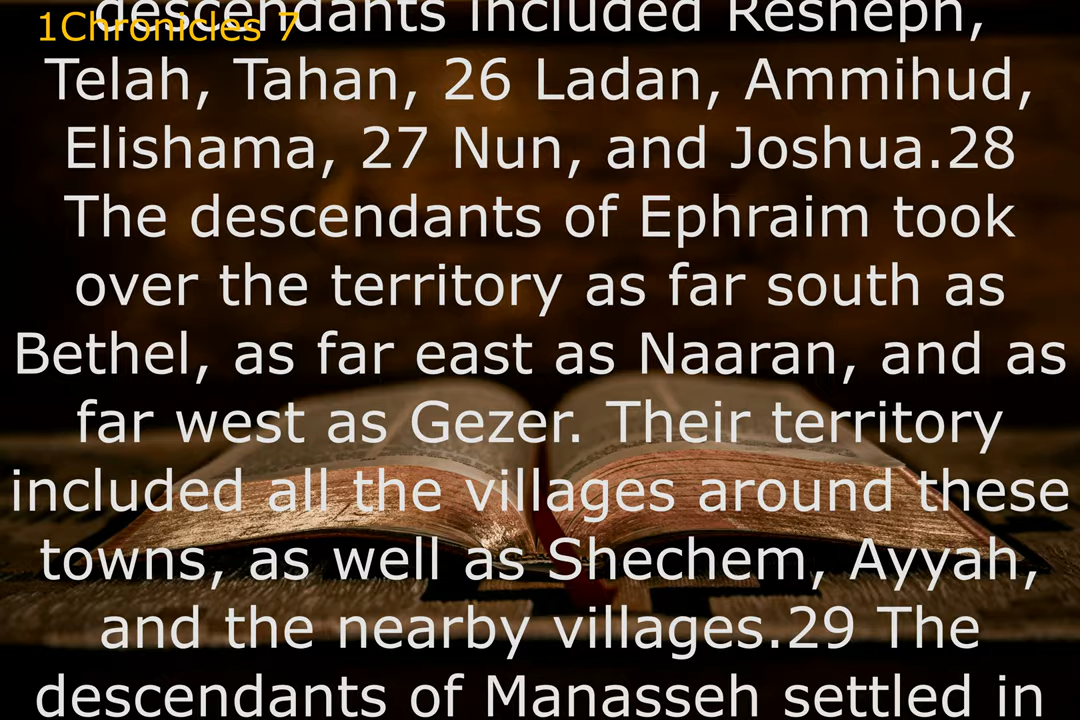 descendants included Resheph,
1Chronicles 7
Telah, Tahan, 26 Ladan, Ammihud,
Elishama, 27 Nun, and Joshua.28
The descendants of Ephraim took
over the territory as far south as
Bethel, as far east as Naaran, and as
far west as Gezer. Their territory
included all the villages around these
towns, as well as Shechem, Ayyah,
and the nearby villages.29 The
descendants of Manasseh settled in